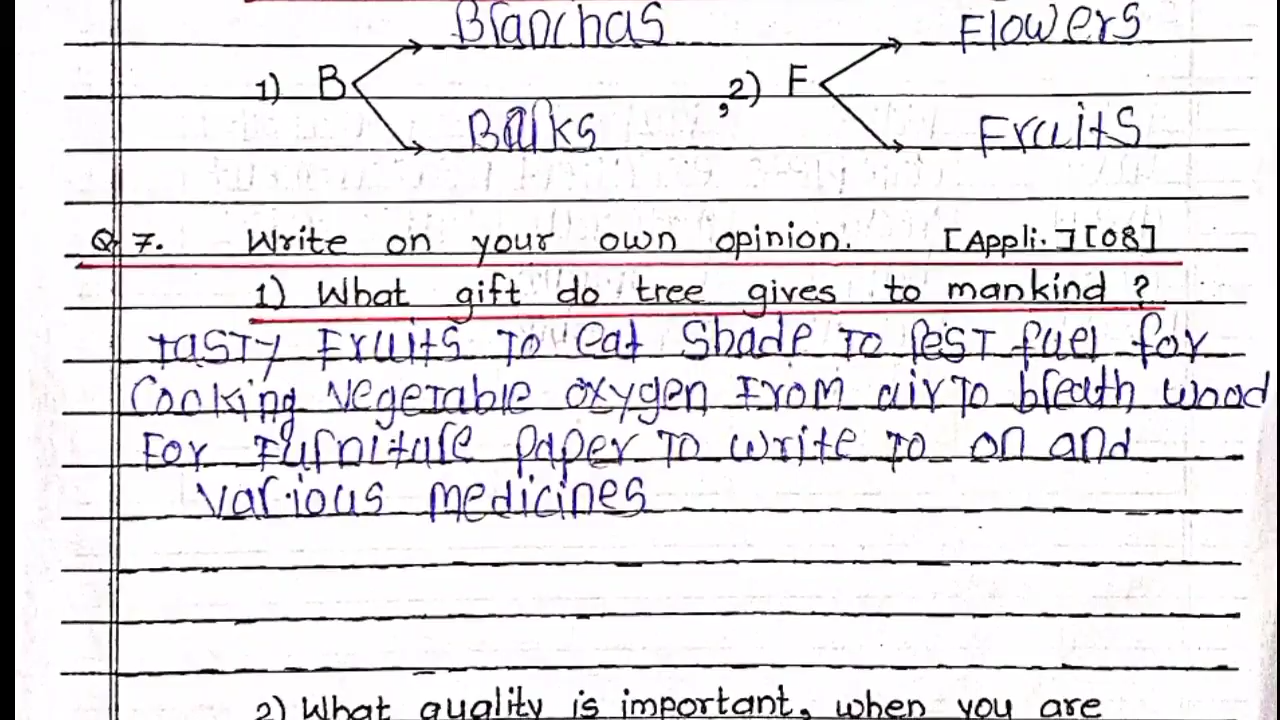 Branchas Flowers
1) B , 2) F
Barks Fruits
Q. 7. Write on your own opinion. [Appli.] [08]
1) What gift do tree gives to mankind ?
Tasty Fruits To eat Shade To Rest fuel for
Cooking vegetable oxygen From air To breath wood
For Furniture paper To write To on and
various medicines
2) What quality is important, when you are